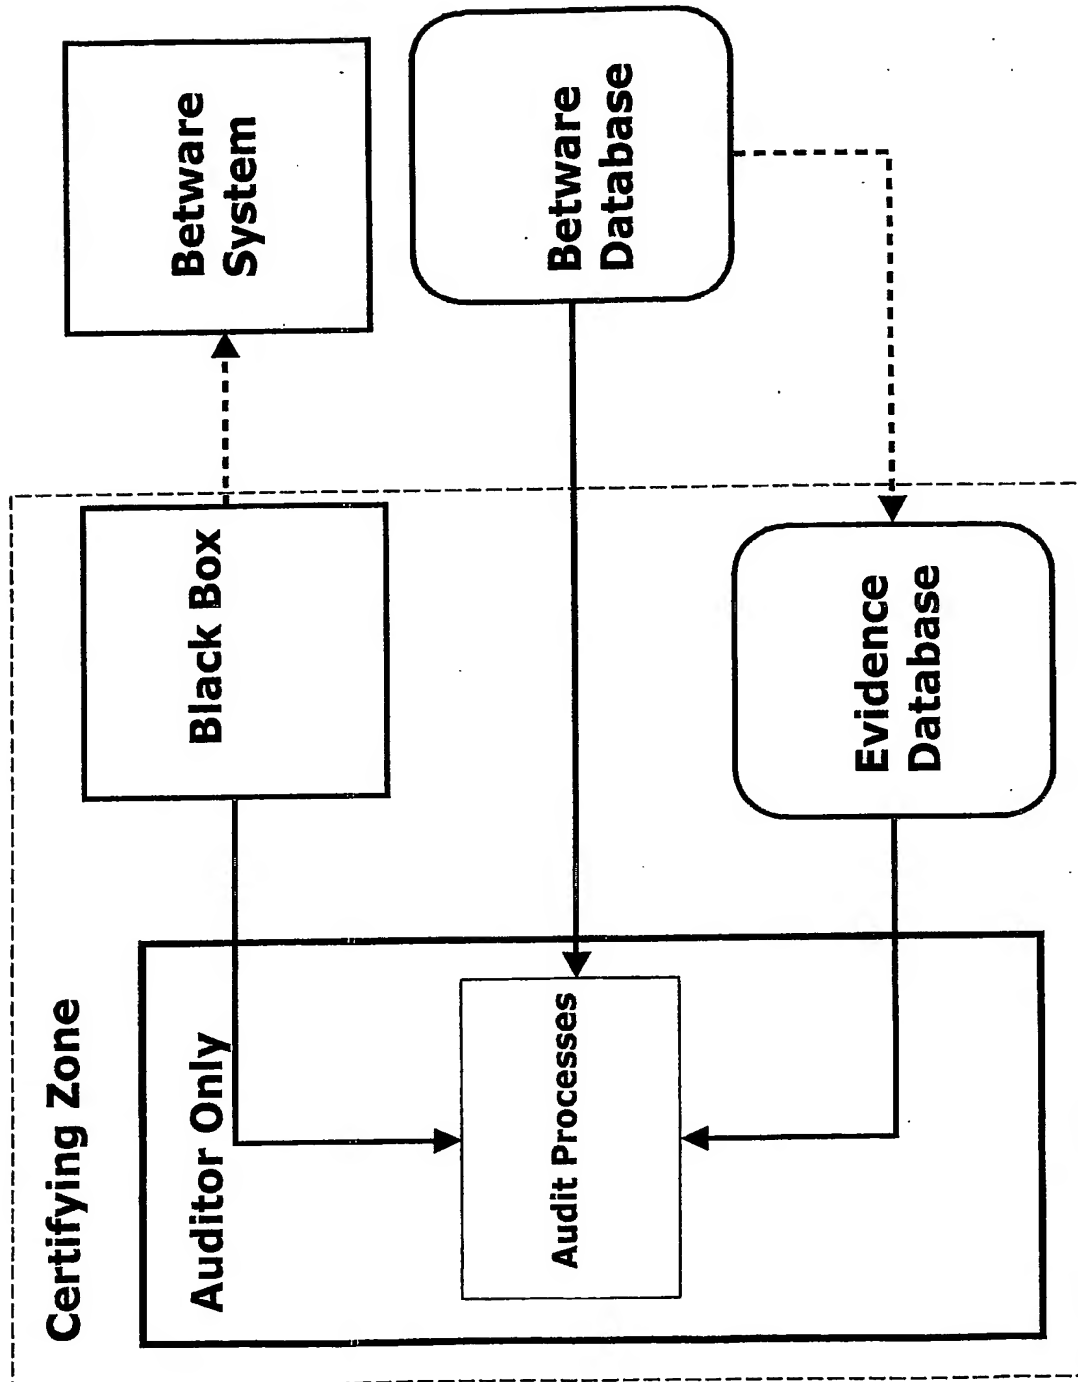 Certifying Zone
Auditor Only
Audit Processes
Black Box
Evidence
Database
Betware
System
Betware
Database